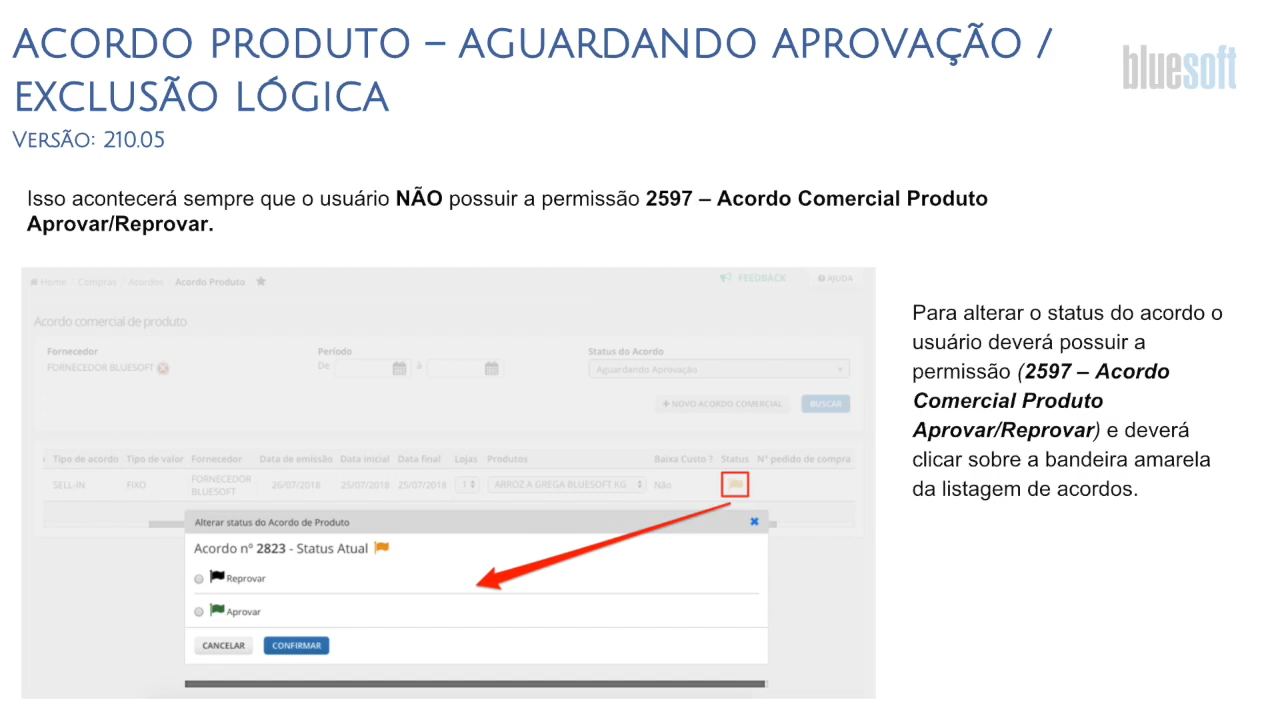 ACORDO PRODUTO – AGUARDANDO APROVAÇÃO /
EXCLUSÃO LÓGICA
VERSÃO: 210.05
bluesoft
Isso acontecerá sempre que o usuário NÃO possuir a permissão 2597 – Acordo Comercial Produto
Aprovar/Reprovar.
Home / Compras / Acordos / Acordo Produto
FEEDBACK
AJUDA
Acordo comercial de produto
Fornecedor
FORNECEDOR BLUESOFT
Período
De
à
Status do Acordo
Aguardando Aprovação
+ NOVO ACORDO COMERCIAL
BUSCAR
Tipo de acordo Tipo de valor Fornecedor Data de emissão Data inicial Data final Lojas Produtos Baixa Custo ? Status N° pedido de compra
SELL-IN FIXO FORNECEDOR BLUESOFT 26/07/2018 25/07/2018 25/07/2018 1 ARROZ A GREGA BLUESOFT KG Não
Alterar status do Acordo de Produto
Acordo nº 2823 - Status Atual
Reprovar
Aprovar
CANCELAR
CONFIRMAR
Para alterar o status do acordo o
usuário deverá possuir a
permissão (2597 – Acordo
Comercial Produto
Aprovar/Reprovar) e deverá
clicar sobre a bandeira amarela
da listagem de acordos.